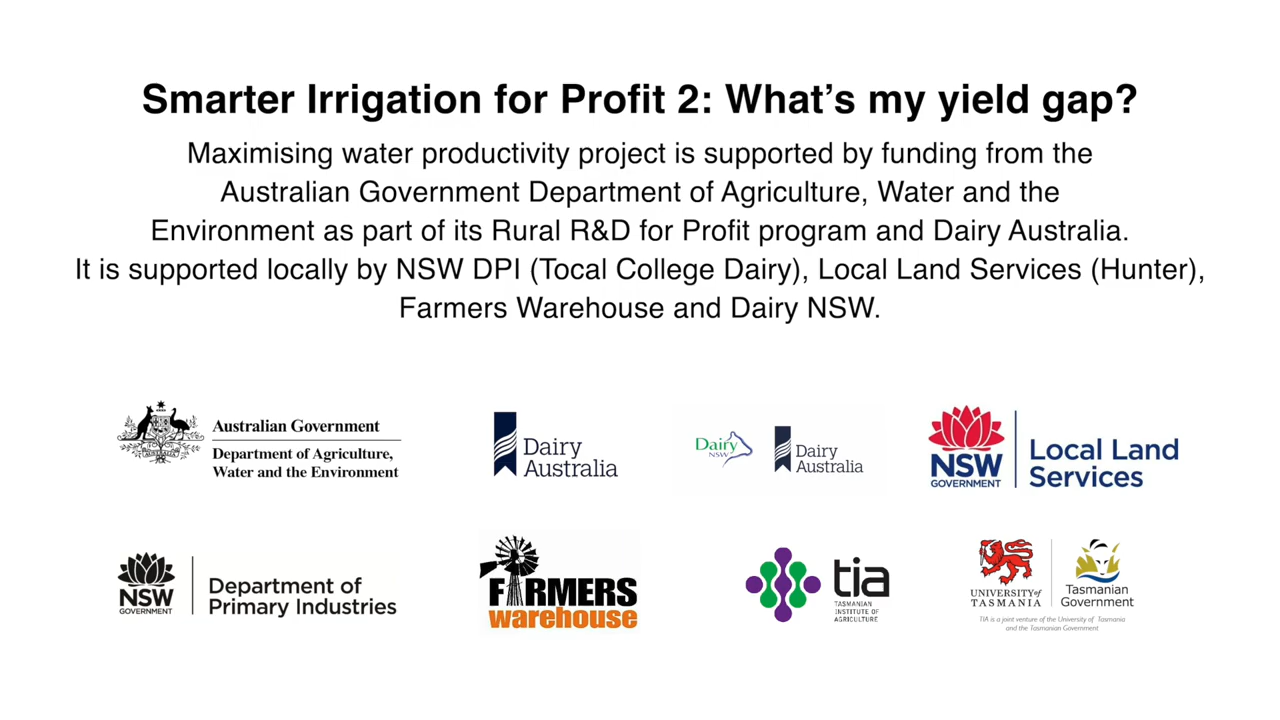 Smarter Irrigation for Profit 2: What’s my yield gap?
Maximising water productivity project is supported by funding from the
Australian Government Department of Agriculture, Water and the
Environment as part of its Rural R&D for Profit program and Dairy Australia.
It is supported locally by NSW DPI (Tocal College Dairy), Local Land Services (Hunter),
Farmers Warehouse and Dairy NSW.
Australian Government
Department of Agriculture,
Water and the Environment
Dairy
Australia
Dairy
NSW
Dairy
Australia
NSW
GOVERNMENT
Local Land
Services
NSW
GOVERNMENT
Department of
Primary Industries
FARMERS
warehouse
tia
TASMANIAN
INSTITUTE OF
AGRICULTURE
UNIVERSITY of
TASMANIA
Tasmanian
Government
TIA is a joint venture of the University of Tasmania
and the Tasmanian Government